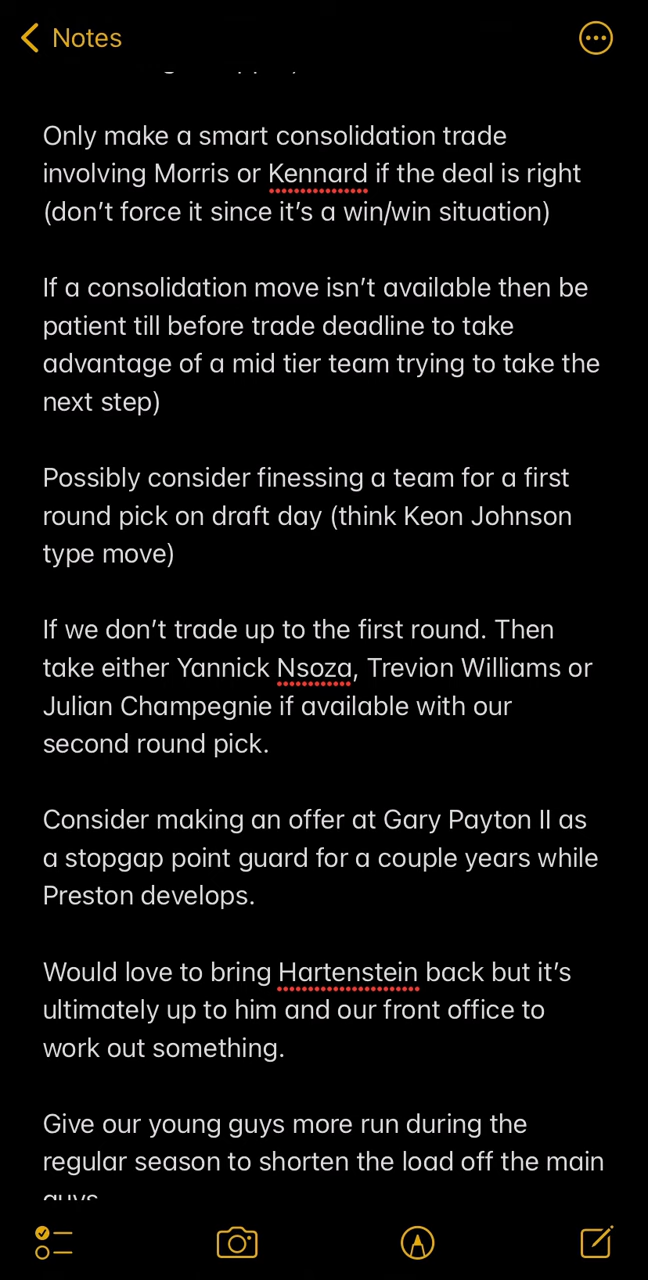 Notes
Only make a smart consolidation trade
involving Morris or Kennard if the deal is right
(don't force it since it's a win/win situation)
If a consolidation move isn't available then be
patient till before trade deadline to take
advantage of a mid tier team trying to take the
next step)
Possibly consider finessing a team for a first
round pick on draft day (think Keon Johnson
type move)
If we don't trade up to the first round. Then
take either Yannick Nsoza, Trevion Williams or
Julian Champegnie if available with our
second round pick.
Consider making an offer at Gary Payton II as
a stopgap point guard for a couple years while
Preston develops.
Would love to bring Hartenstein back but it's
ultimately up to him and our front office to
work out something.
Give our young guys more run during the
regular season to shorten the load off the main
guys